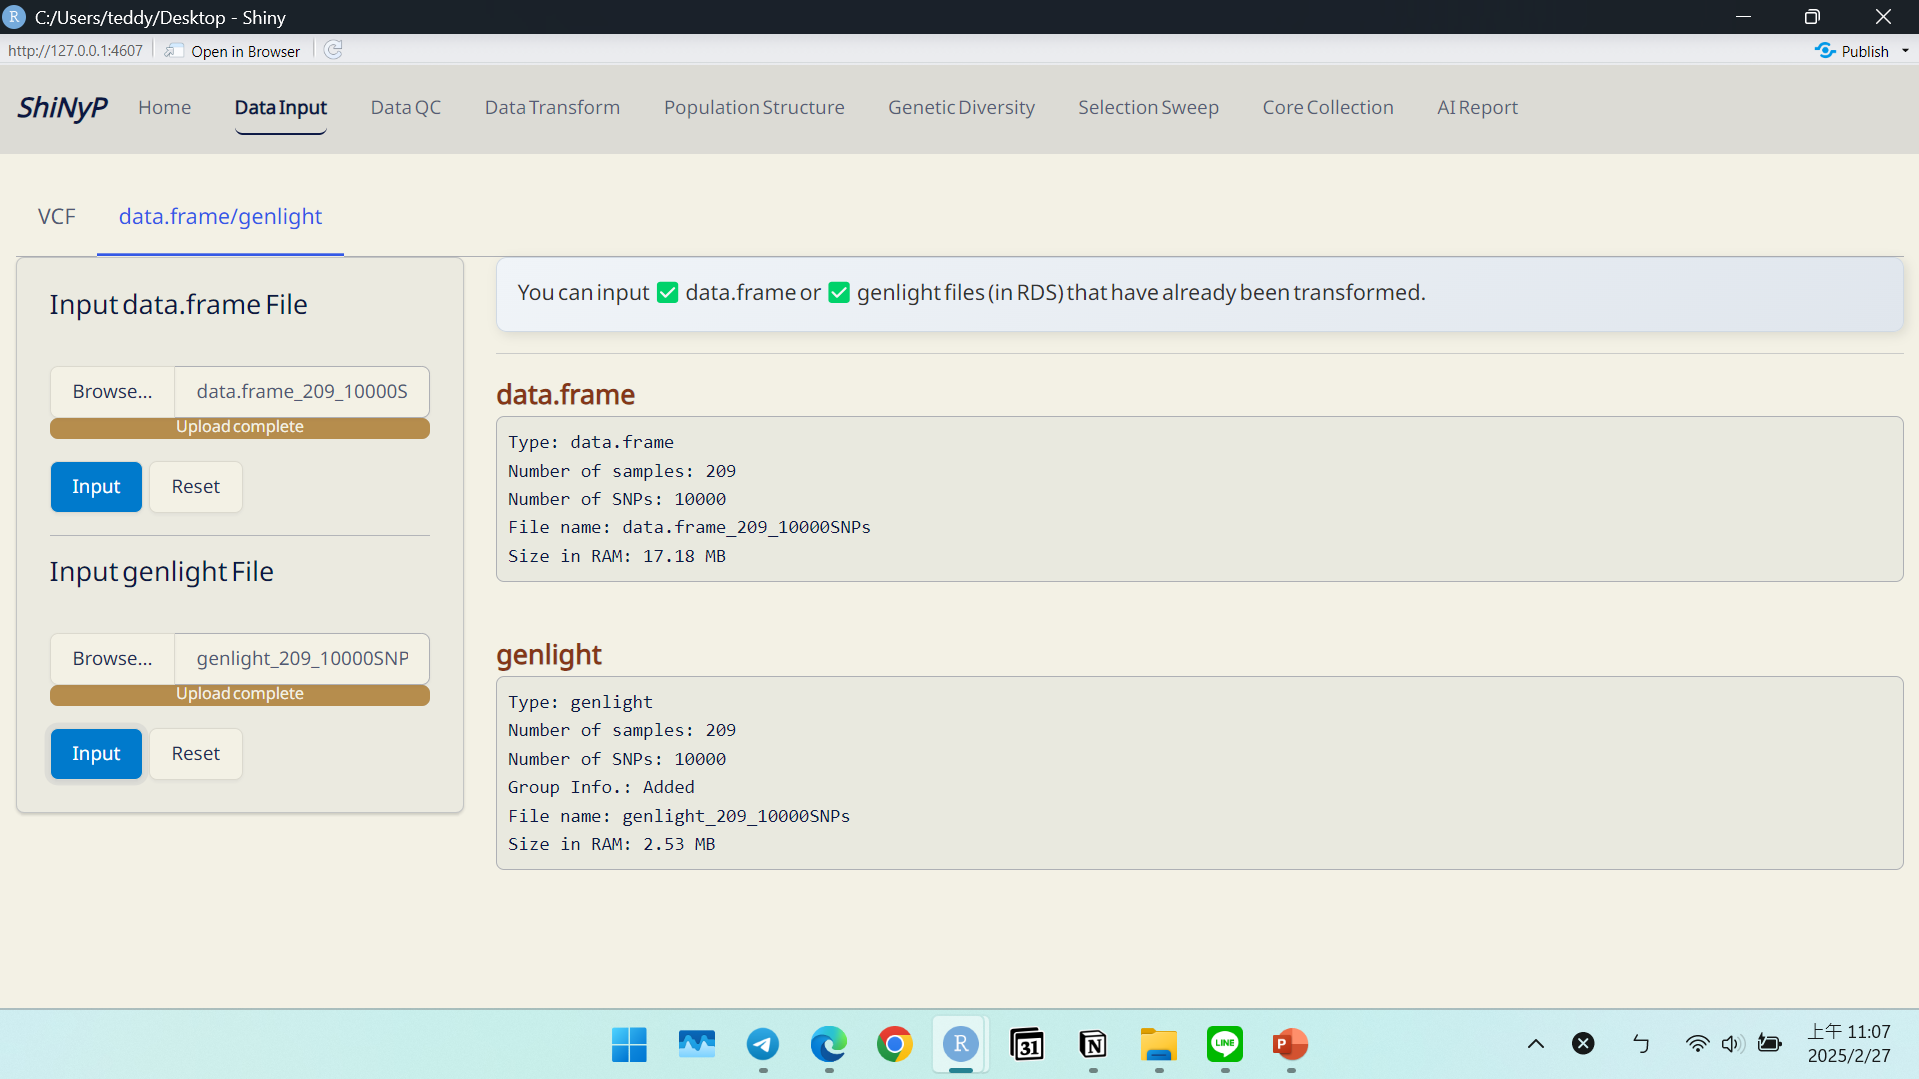 C:/Users/teddy/Desktop - Shiny
http://127.0.0.1:4607 Open in Browser Publish
ShiNyP Home Data Input Data QC Data Transform Population Structure Genetic Diversity Selection Sweep Core Collection AI Report
VCF data.frame/genlight
Input data.frame File
Browse... data.frame_209_10000S
Upload complete
Input Reset
Input genlight File
Browse... genlight_209_10000SNP
Upload complete
Input Reset
You can input ✅ data.frame or ✅ genlight files (in RDS) that have already been transformed.
data.frame
Type: data.frame
Number of samples: 209
Number of SNPs: 10000
File name: data.frame_209_10000SNPs
Size in RAM: 17.18 MB
genlight
Type: genlight
Number of samples: 209
Number of SNPs: 10000
Group Info.: Added
File name: genlight_209_10000SNPs
Size in RAM: 2.53 MB
R
31
N
LINE
P
ㄅ
上午 11:07
2025/2/27